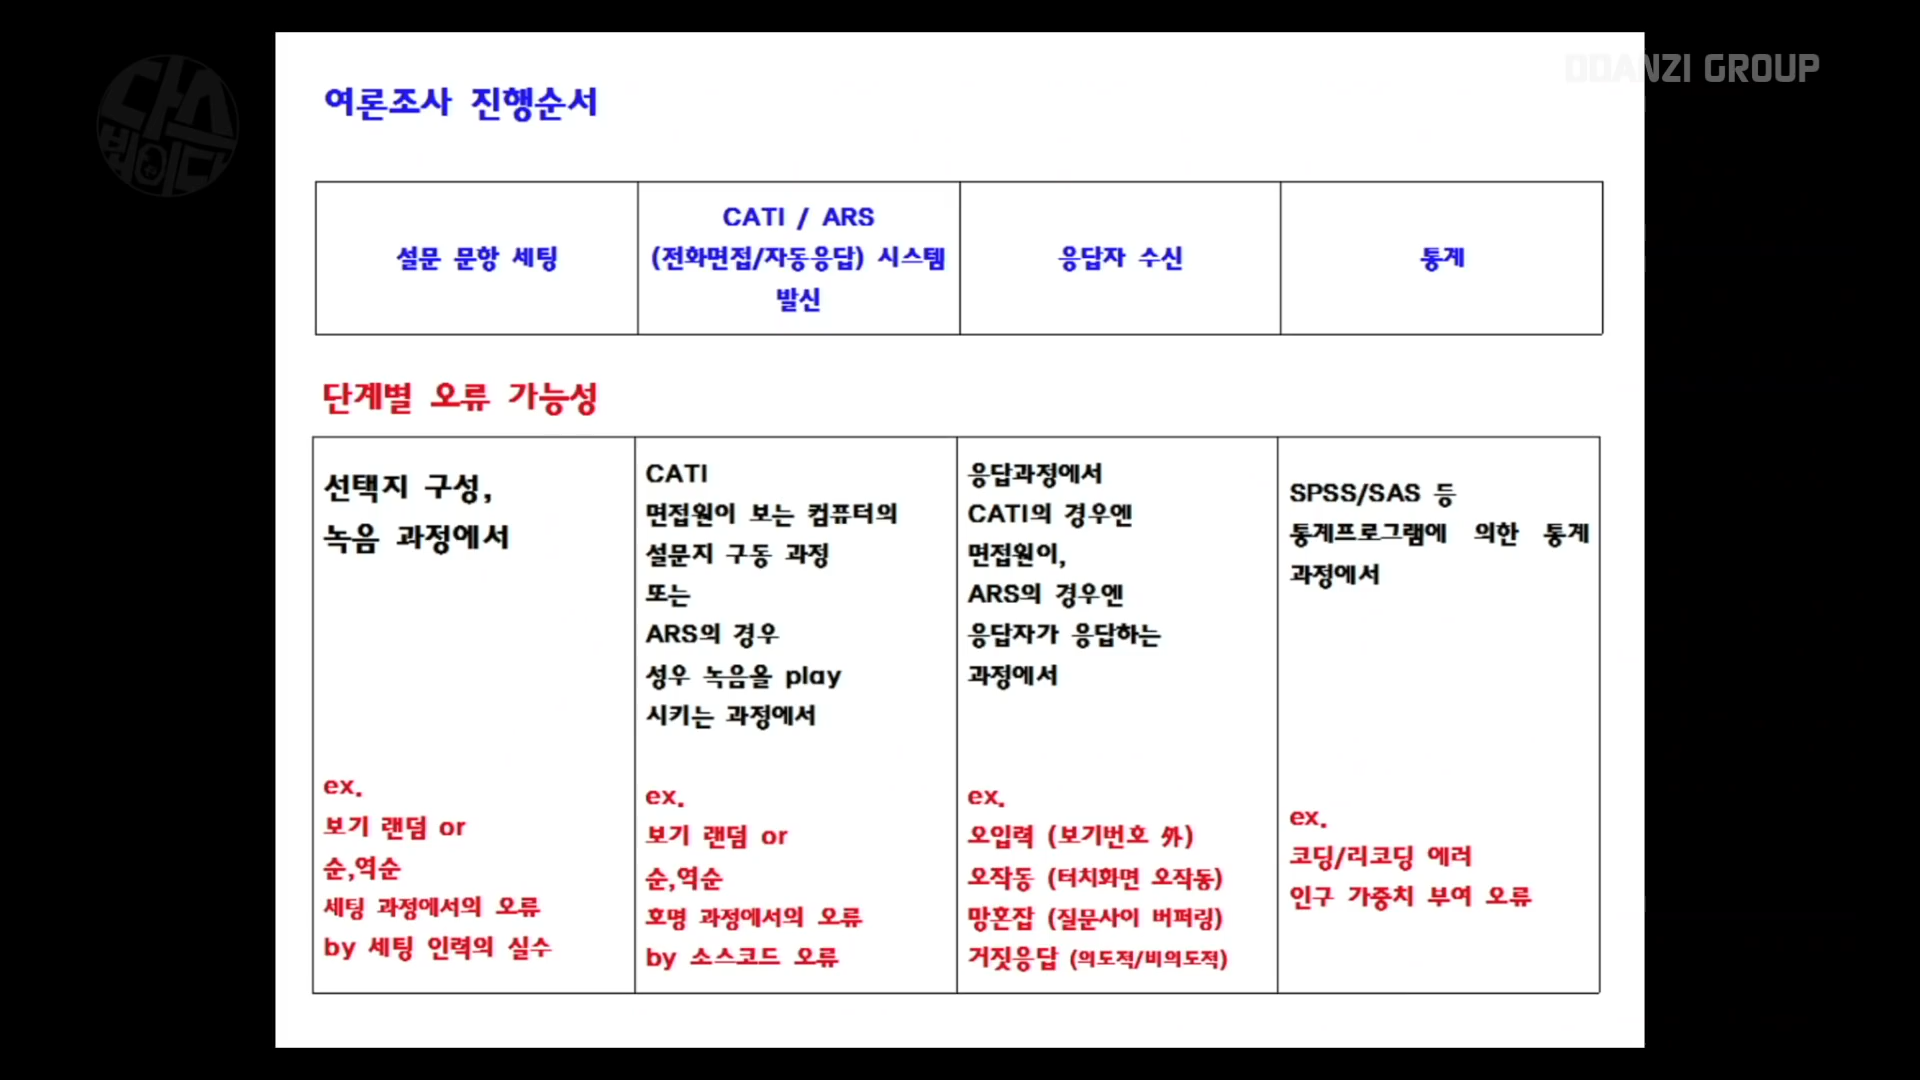 다스
뵈이다
DDANZI GROUP
여론조사 진행순서
설문 문항 세팅
CATI / ARS
(전화면접/자동응답) 시스템
발신
응답자 수신
통계
단계별 오류 가능성
선택지 구성,
녹음 과정에서
ex.
보기 랜덤 or
순,역순
세팅 과정에서의 오류
by 세팅 인력의 실수
CATI
면접원이 보는 컴퓨터의
설문지 구동 과정
또는
ARS의 경우
성우 녹음을 play
시키는 과정에서
ex.
보기 랜덤 or
순,역순
호명 과정에서의 오류
by 소스코드 오류
응답과정에서
CATI의 경우엔
면접원이,
ARS의 경우엔
응답자가 응답하는
과정에서
ex.
오입력 (보기번호 外)
오작동 (터치화면 오작동)
망혼잡 (질문사이 버퍼링)
거짓응답 (의도적/비의도적)
SPSS/SAS 등
통계프로그램에 의한 통계
과정에서
ex.
코딩/리코딩 에러
인구 가중치 부여 오류